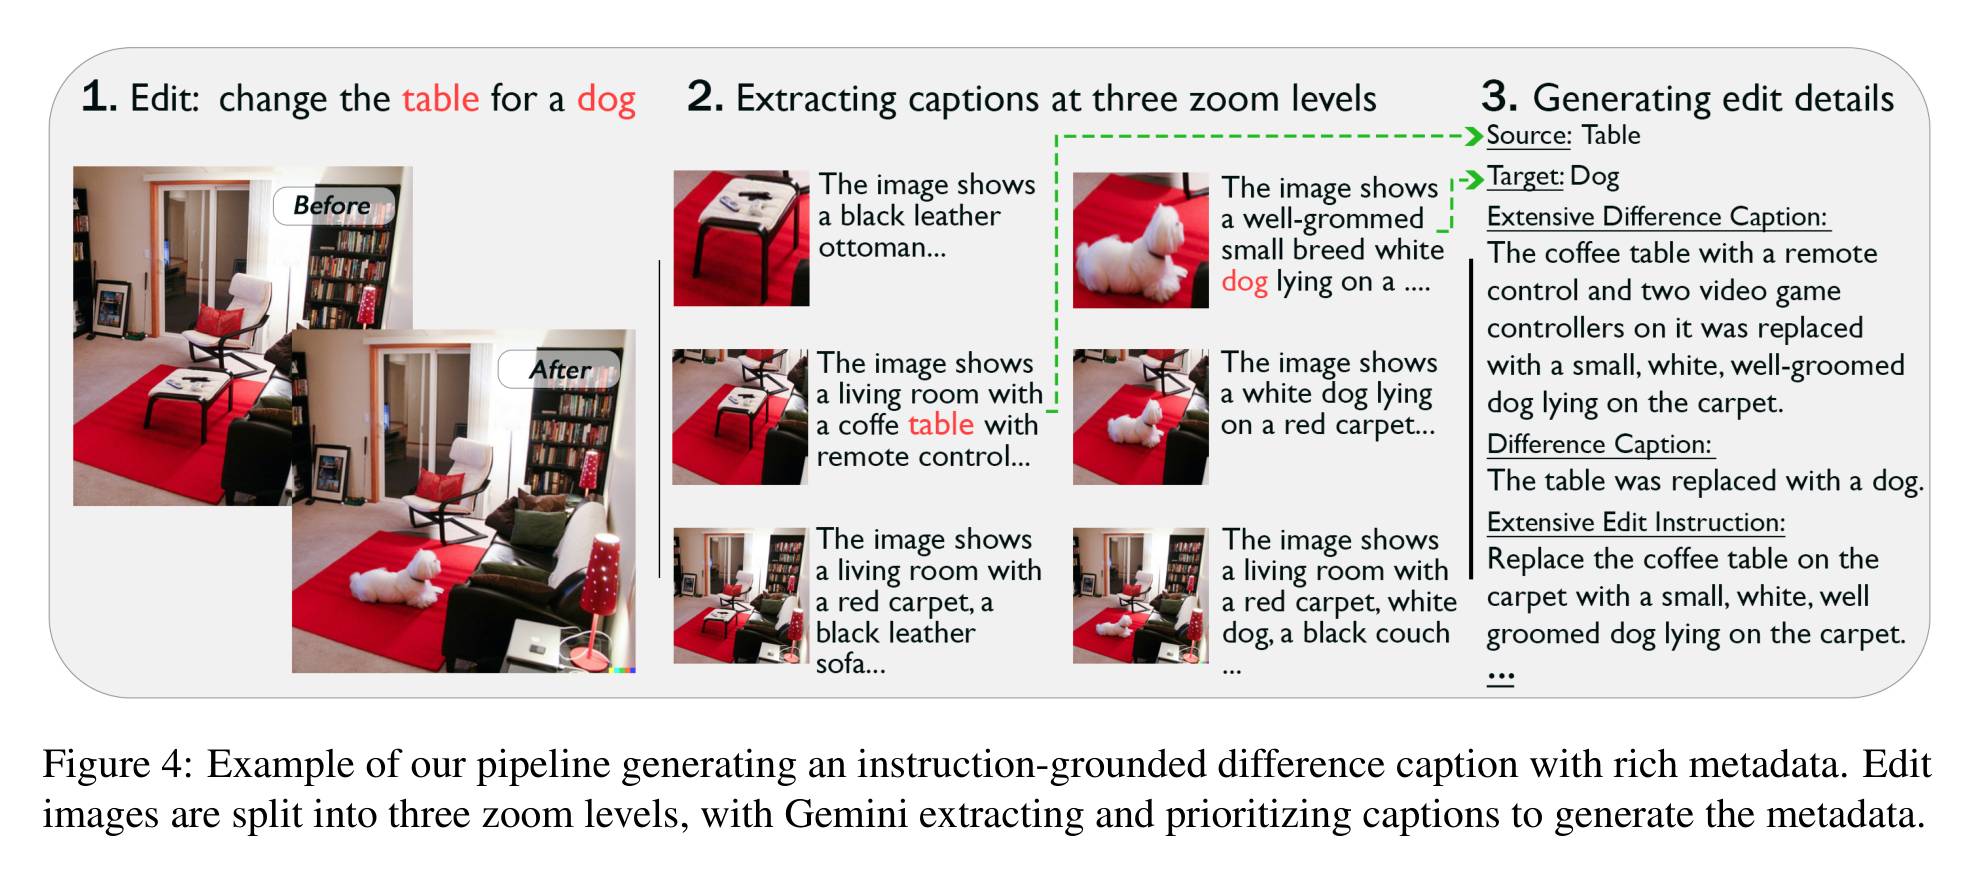 1. Edit: change the table for a dog
Before
After
2. Extracting captions at three zoom levels
The image shows
a black leather
ottoman...
The image shows
a living room with
a coffe table with
remote control...
The image shows
a living room with
a red carpet, a
black leather
sofa...
The image shows
a well-grommed
small breed white
dog lying on a ....
The image shows
a white dog lying
on a red carpet...
The image shows
a living room with
a red carpet, white
dog, a black couch
...
3. Generating edit details
Source: Table
Target: Dog
Extensive Difference Caption:
The coffee table with a remote
control and two video game
controllers on it was replaced
with a small, white, well-groomed
dog lying on the carpet.
Difference Caption:
The table was replaced with a dog.
Extensive Edit Instruction:
Replace the coffee table on the
carpet with a small, white, well
groomed dog lying on the carpet.
...
Figure 4: Example of our pipeline generating an instruction-grounded difference caption with rich metadata. Edit
images are split into three zoom levels, with Gemini extracting and prioritizing captions to generate the metadata.